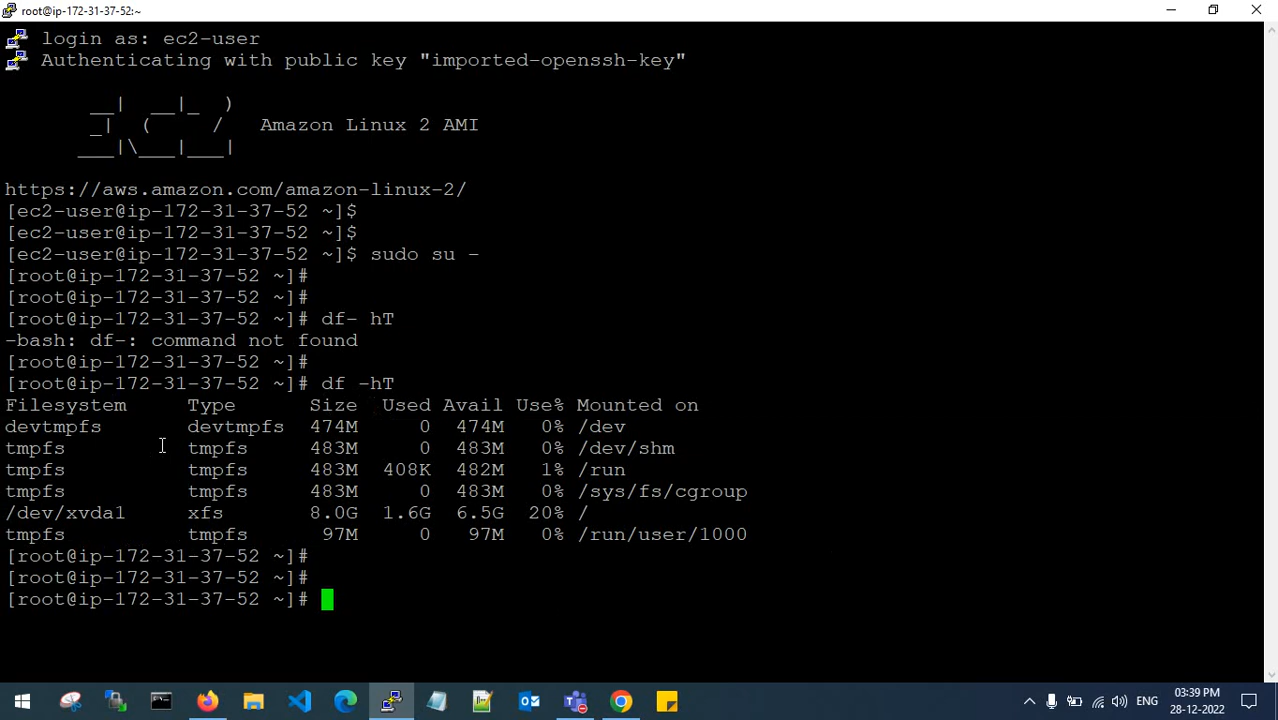 root@ip-172-31-37-52:~
login as: ec2-user
Authenticating with public key "imported-openssh-key"
__|  __|_  )
_|  (     /   Amazon Linux 2 AMI
___|\___|___|
https://aws.amazon.com/amazon-linux-2/
[ec2-user@ip-172-31-37-52 ~]$
[ec2-user@ip-172-31-37-52 ~]$
[ec2-user@ip-172-31-37-52 ~]$ sudo su -
[root@ip-172-31-37-52 ~]#
[root@ip-172-31-37-52 ~]#
[root@ip-172-31-37-52 ~]# df- hT
-bash: df-: command not found
[root@ip-172-31-37-52 ~]#
[root@ip-172-31-37-52 ~]# df -hT
Filesystem     Type      Size  Used Avail Use% Mounted on
devtmpfs       devtmpfs  474M     0  474M   0% /dev
tmpfs          tmpfs     483M     0  483M   0% /dev/shm
tmpfs          tmpfs     483M  408K  482M   1% /run
tmpfs          tmpfs     483M     0  483M   0% /sys/fs/cgroup
/dev/xvda1     xfs       8.0G  1.6G  6.5G  20% /
tmpfs          tmpfs      97M     0   97M   0% /run/user/1000
[root@ip-172-31-37-52 ~]#
[root@ip-172-31-37-52 ~]#
[root@ip-172-31-37-52 ~]#
ENG
03:39 PM
28-12-2022